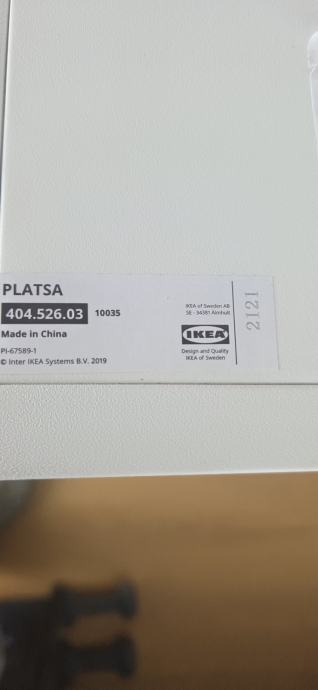 PLATSA
404.526.03 10035
Made in China
PI-67589-1
© Inter IKEA Systems B.V. 2019
IKEA of Sweden AB
SE - 34381 Älmhult
IKEA
Design and Quality
IKEA of Sweden
2121